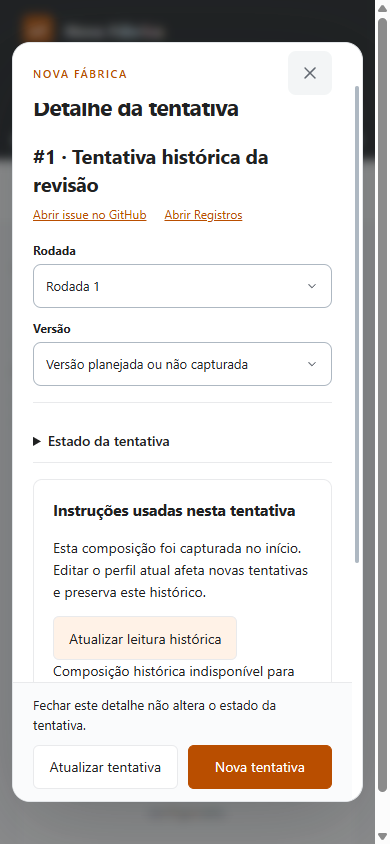 NOVA FÁBRICA
Detalhe da tentativa
#1 · Tentativa histórica da
revisão
Abrir issue no GitHub Abrir Registros
Rodada
Rodada 1
Versão
Versão planejada ou não capturada
Estado da tentativa
Instruções usadas nesta tentativa
Esta composição foi capturada no início.
Editar o perfil atual afeta novas tentativas
e preserva este histórico.
Atualizar leitura histórica
Composição histórica indisponível para
Fechar este detalhe não altera o estado da
tentativa.
Atualizar tentativa Nova tentativa